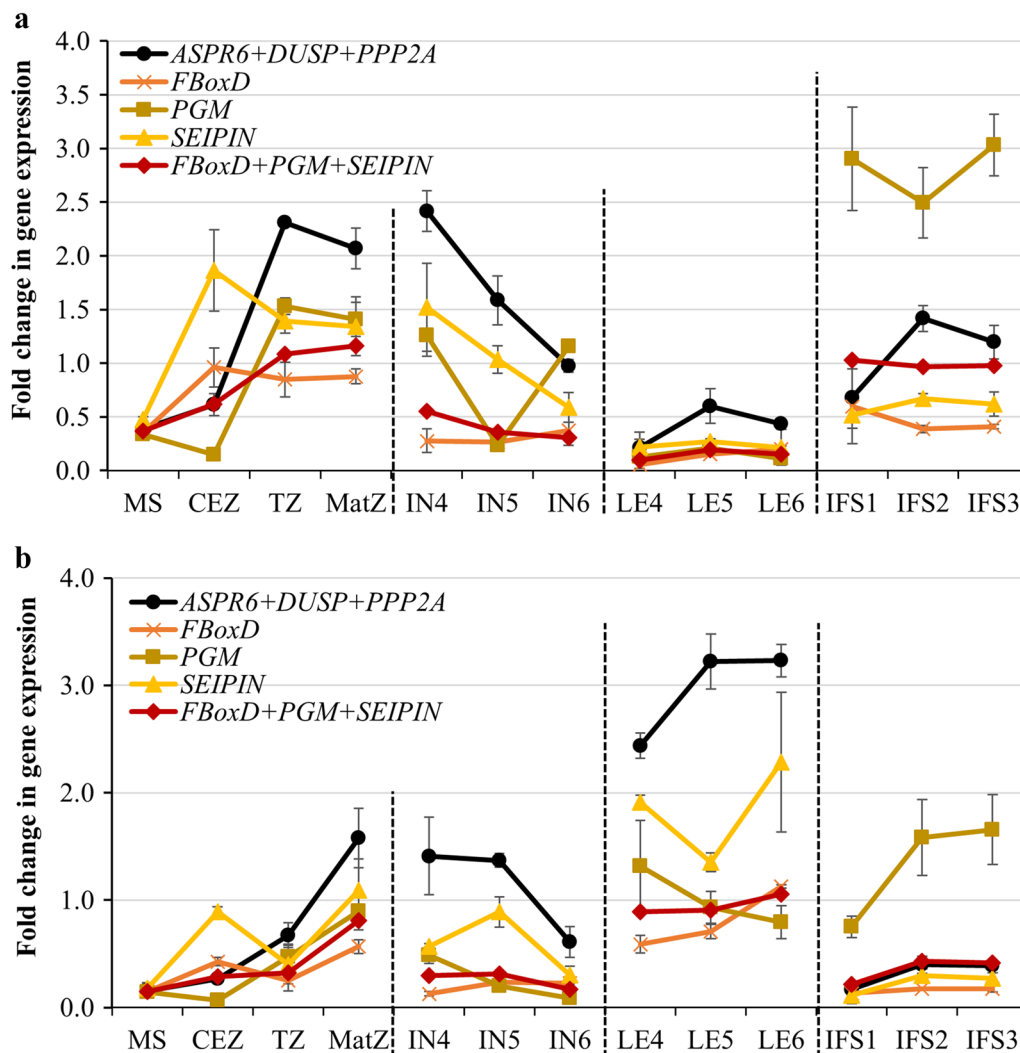 a
Fold change in gene expression
4.0
3.5
3.0
2.5
2.0
1.5
1.0
0.5
0.0
ASPR6+DUSP+PPP2A
FBoxD
PGM
SEIPIN
FBoxD+PGM+SEIPIN
MS CEZ TZ MatZ IN4 IN5 IN6 LE4 LE5 LE6 IFS1 IFS2 IFS3
b
Fold change in gene expression
4.0
3.0
2.0
1.0
0.0
ASPR6+DUSP+PPP2A
FBoxD
PGM
SEIPIN
FBoxD+PGM+SEIPIN
MS CEZ TZ MatZ IN4 IN5 IN6 LE4 LE5 LE6 IFS1 IFS2 IFS3